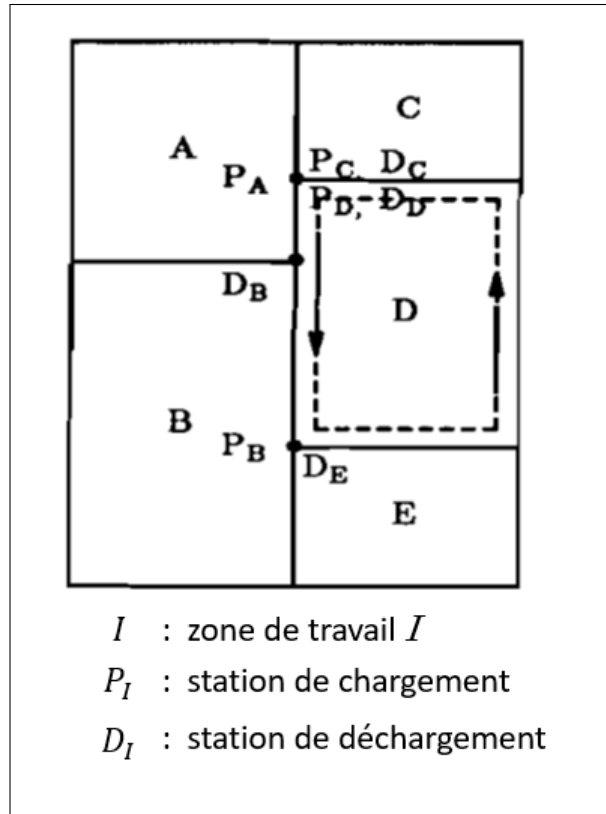 C
A
P_C, D_C
P_A
P_D, D_D
D_B
D
B
P_B
D_E
E
I : zone de travail I
P_I : station de chargement
D_I : station de déchargement